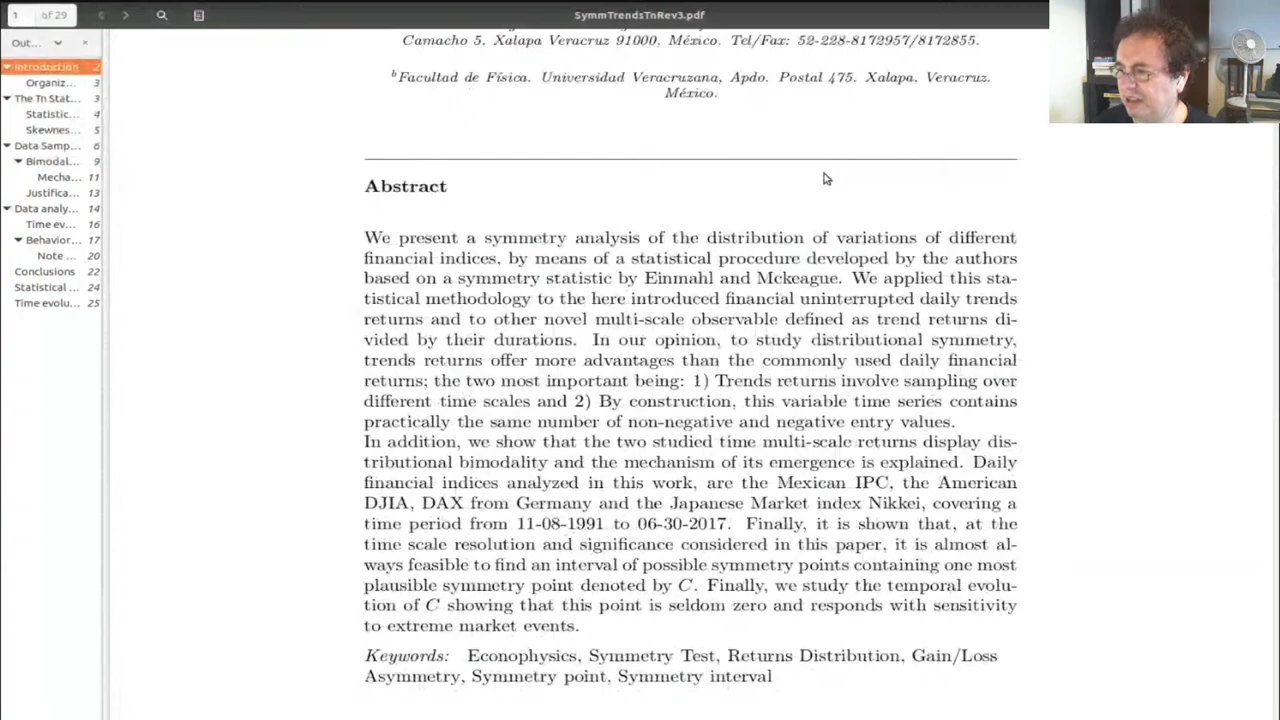 1 of 29
SymmTrendsTnRev3.pdf
Out...
Introduction 2
Organiz... 3
The Tn Stat... 3
Statistic... 4
Skewnes... 5
Data Samp... 6
Bimodal... 9
Mecha... 11
Justifica... 13
Data analy... 14
Time ev... 16
Behavior,... 17
Note ... 20
Conclusions 22
Statistical ... 24
Time evolu... 25
Camacho 5. Xalapa Veracruz 91000, México. Tel/Fax: 52-228-8172957/8172855.
bFacultad de Física. Universidad Veracruzana, Apdo. Postal 475. Xalapa, Veracruz.
México.
Abstract
We present a symmetry analysis of the distribution of variations of different
financial indices, by means of a statistical procedure developed by the authors
based on a symmetry statistic by Einmahl and Mckeague. We applied this sta-
tistical methodology to the here introduced financial uninterrupted daily trends
returns and to other novel multi-scale observable defined as trend returns di-
vided by their durations. In our opinion, to study distributional symmetry,
trends returns offer more advantages than the commonly used daily financial
returns; the two most important being: 1) Trends returns involve sampling over
different time scales and 2) By construction, this variable time series contains
practically the same number of non-negative and negative entry values.
In addition, we show that the two studied time multi-scale returns display dis-
tributional bimodality and the mechanism of its emergence is explained. Daily
financial indices analyzed in this work, are the Mexican IPC, the American
DJIA, DAX from Germany and the Japanese Market index Nikkei, covering a
time period from 11-08-1991 to 06-30-2017. Finally, it is shown that, at the
time scale resolution and significance considered in this paper, it is almost al-
ways feasible to find an interval of possible symmetry points containing one most
plausible symmetry point denoted by C. Finally, we study the temporal evolu-
tion of C showing that this point is seldom zero and responds with sensitivity
to extreme market events.
Keywords: Econophysics, Symmetry Test, Returns Distribution, Gain/Loss
Asymmetry, Symmetry point, Symmetry interval